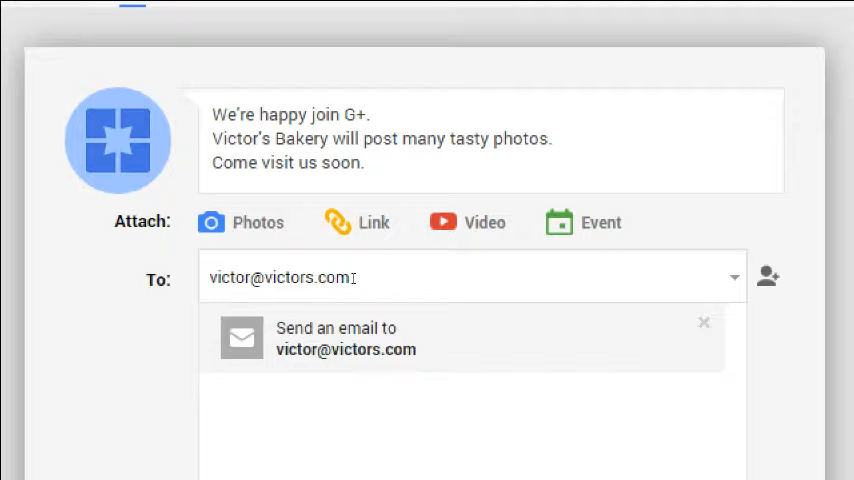 We're happy join G+.
Victor's Bakery will post many tasty photos.
Come visit us soon.
Attach: Photos Link Video Event
To: victor@victors.com
Send an email to
victor@victors.com